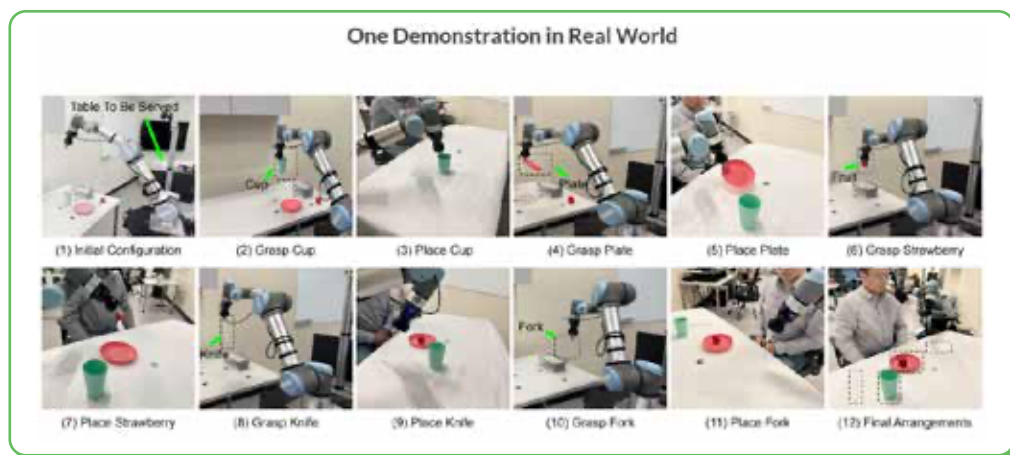 One Demonstration in Real World
Table To Be Served
Cup
Plate
Fruit
(1) Initial Configuration
(2) Grasp Cup
(3) Place Cup
(4) Grasp Plate
(5) Place Plate
(6) Grasp Strawberry
Knife
Fork
(7) Place Strawberry
(8) Grasp Knife
(9) Place Knife
(10) Grasp Fork
(11) Place Fork
(12) Final Arrangements